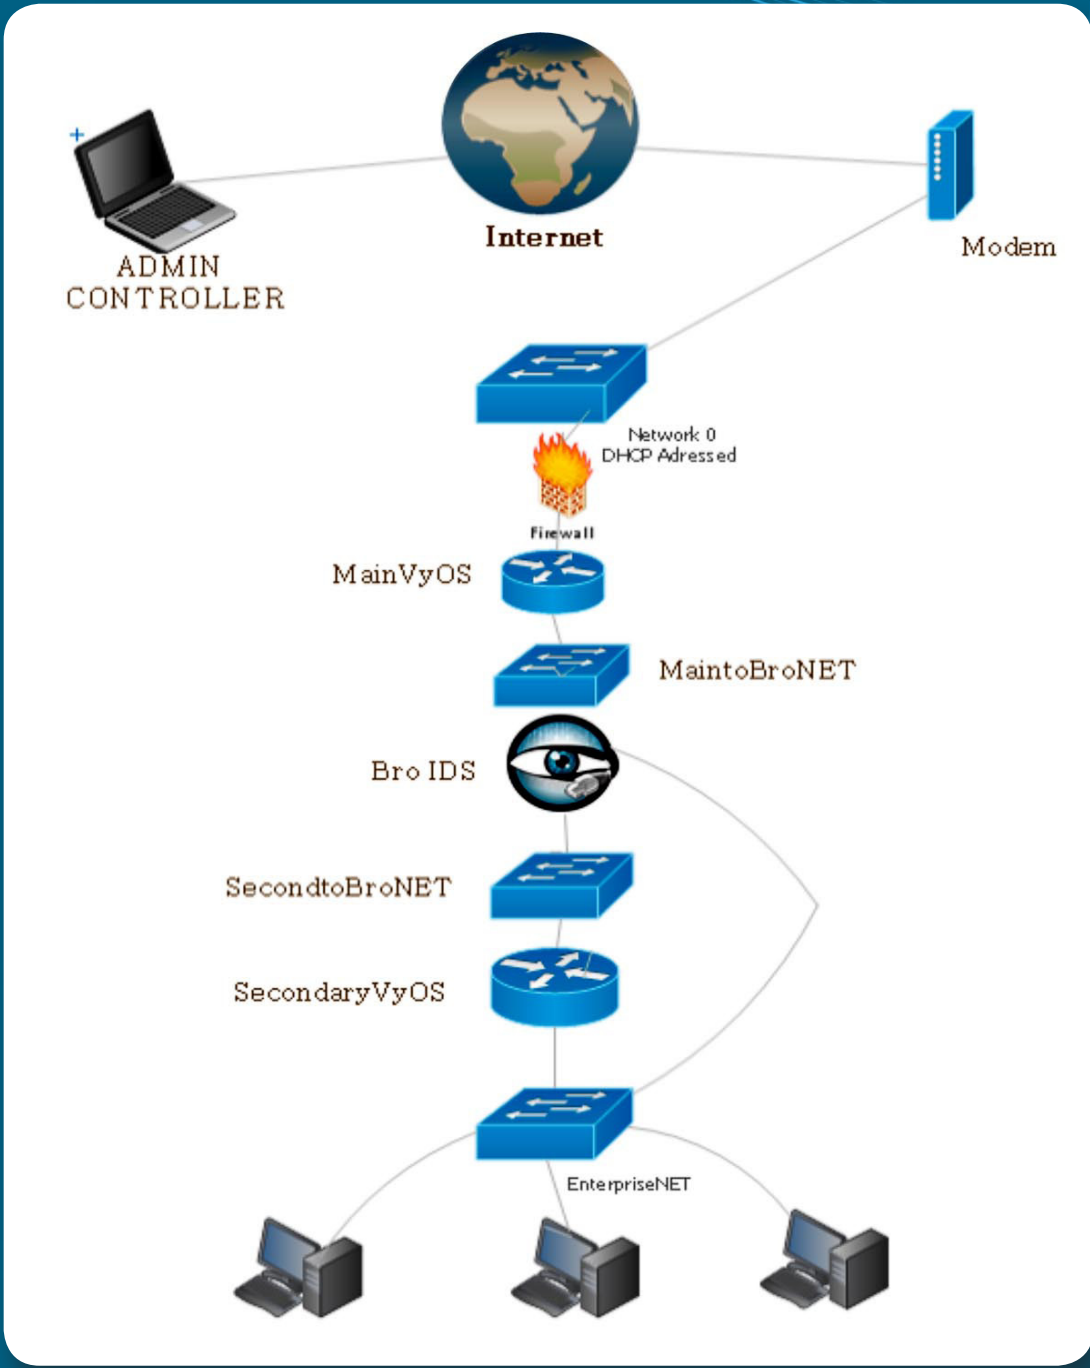 Internet
Modem
ADMIN
CONTROLLER
Network 0
DHCP Adressed
Firewall
MainVyOS
MaintoBroNET
Bro IDS
SecondtoBroNET
SecondaryVyOS
EnterpriseNET